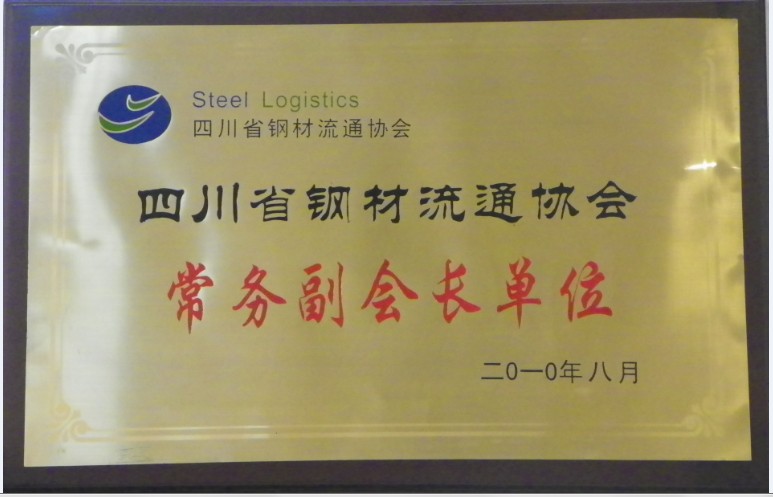 Steel Logistics
四川省钢材流通协会
四川省钢材流通协会
常务副会长单位
二0一0年八月